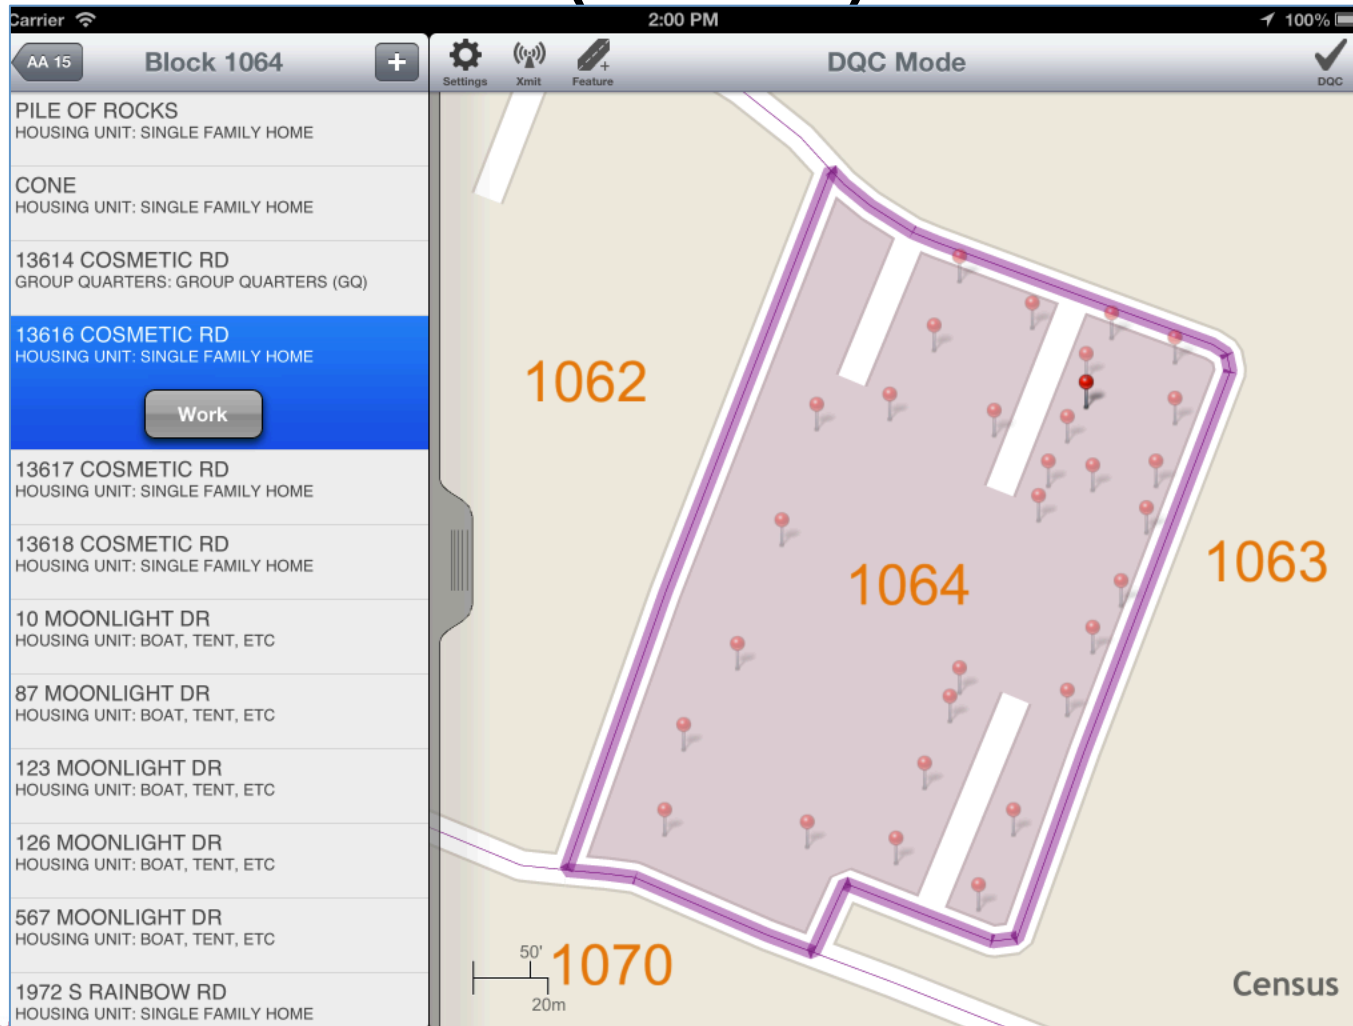 Carrier 2:00 PM 100%
AA 15 Block 1064 +
Settings Xmit Feature DQC Mode DQC
PILE OF ROCKS
HOUSING UNIT: SINGLE FAMILY HOME
CONE
HOUSING UNIT: SINGLE FAMILY HOME
13614 COSMETIC RD
GROUP QUARTERS: GROUP QUARTERS (GQ)
13616 COSMETIC RD
HOUSING UNIT: SINGLE FAMILY HOME
Work
13617 COSMETIC RD
HOUSING UNIT: SINGLE FAMILY HOME
13618 COSMETIC RD
HOUSING UNIT: SINGLE FAMILY HOME
10 MOONLIGHT DR
HOUSING UNIT: BOAT, TENT, ETC
87 MOONLIGHT DR
HOUSING UNIT: BOAT, TENT, ETC
123 MOONLIGHT DR
HOUSING UNIT: BOAT, TENT, ETC
126 MOONLIGHT DR
HOUSING UNIT: BOAT, TENT, ETC
567 MOONLIGHT DR
HOUSING UNIT: BOAT, TENT, ETC
1972 S RAINBOW RD
HOUSING UNIT: SINGLE FAMILY HOME
1062
1063
1064
1070
50'
20m
Census